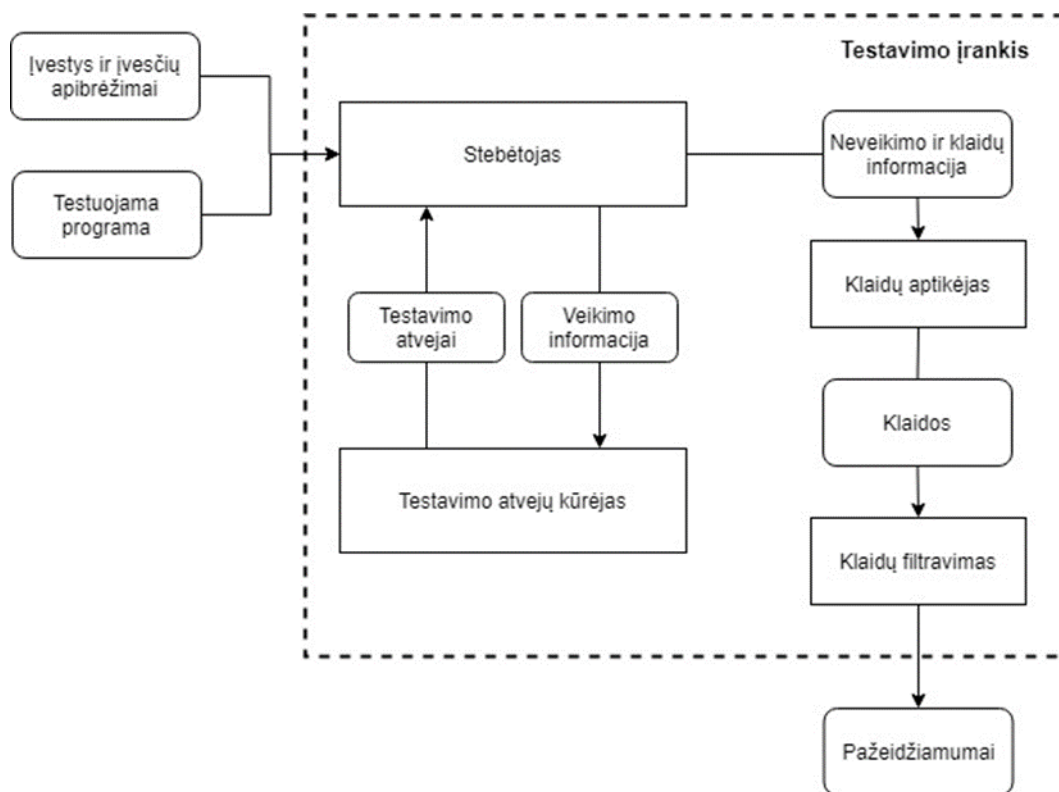 Įvestys ir įvesčių
apibrėžimai
Testuojama
programa
Testavimo įrankis
Stebėtojas
Neveikimo ir klaidų
informacija
Testavimo
atvejai
Veikimo
informacija
Klaidų aptikėjas
Klaidos
Testavimo atvejų kūrėjas
Klaidų filtravimas
Pažeidžiamumai